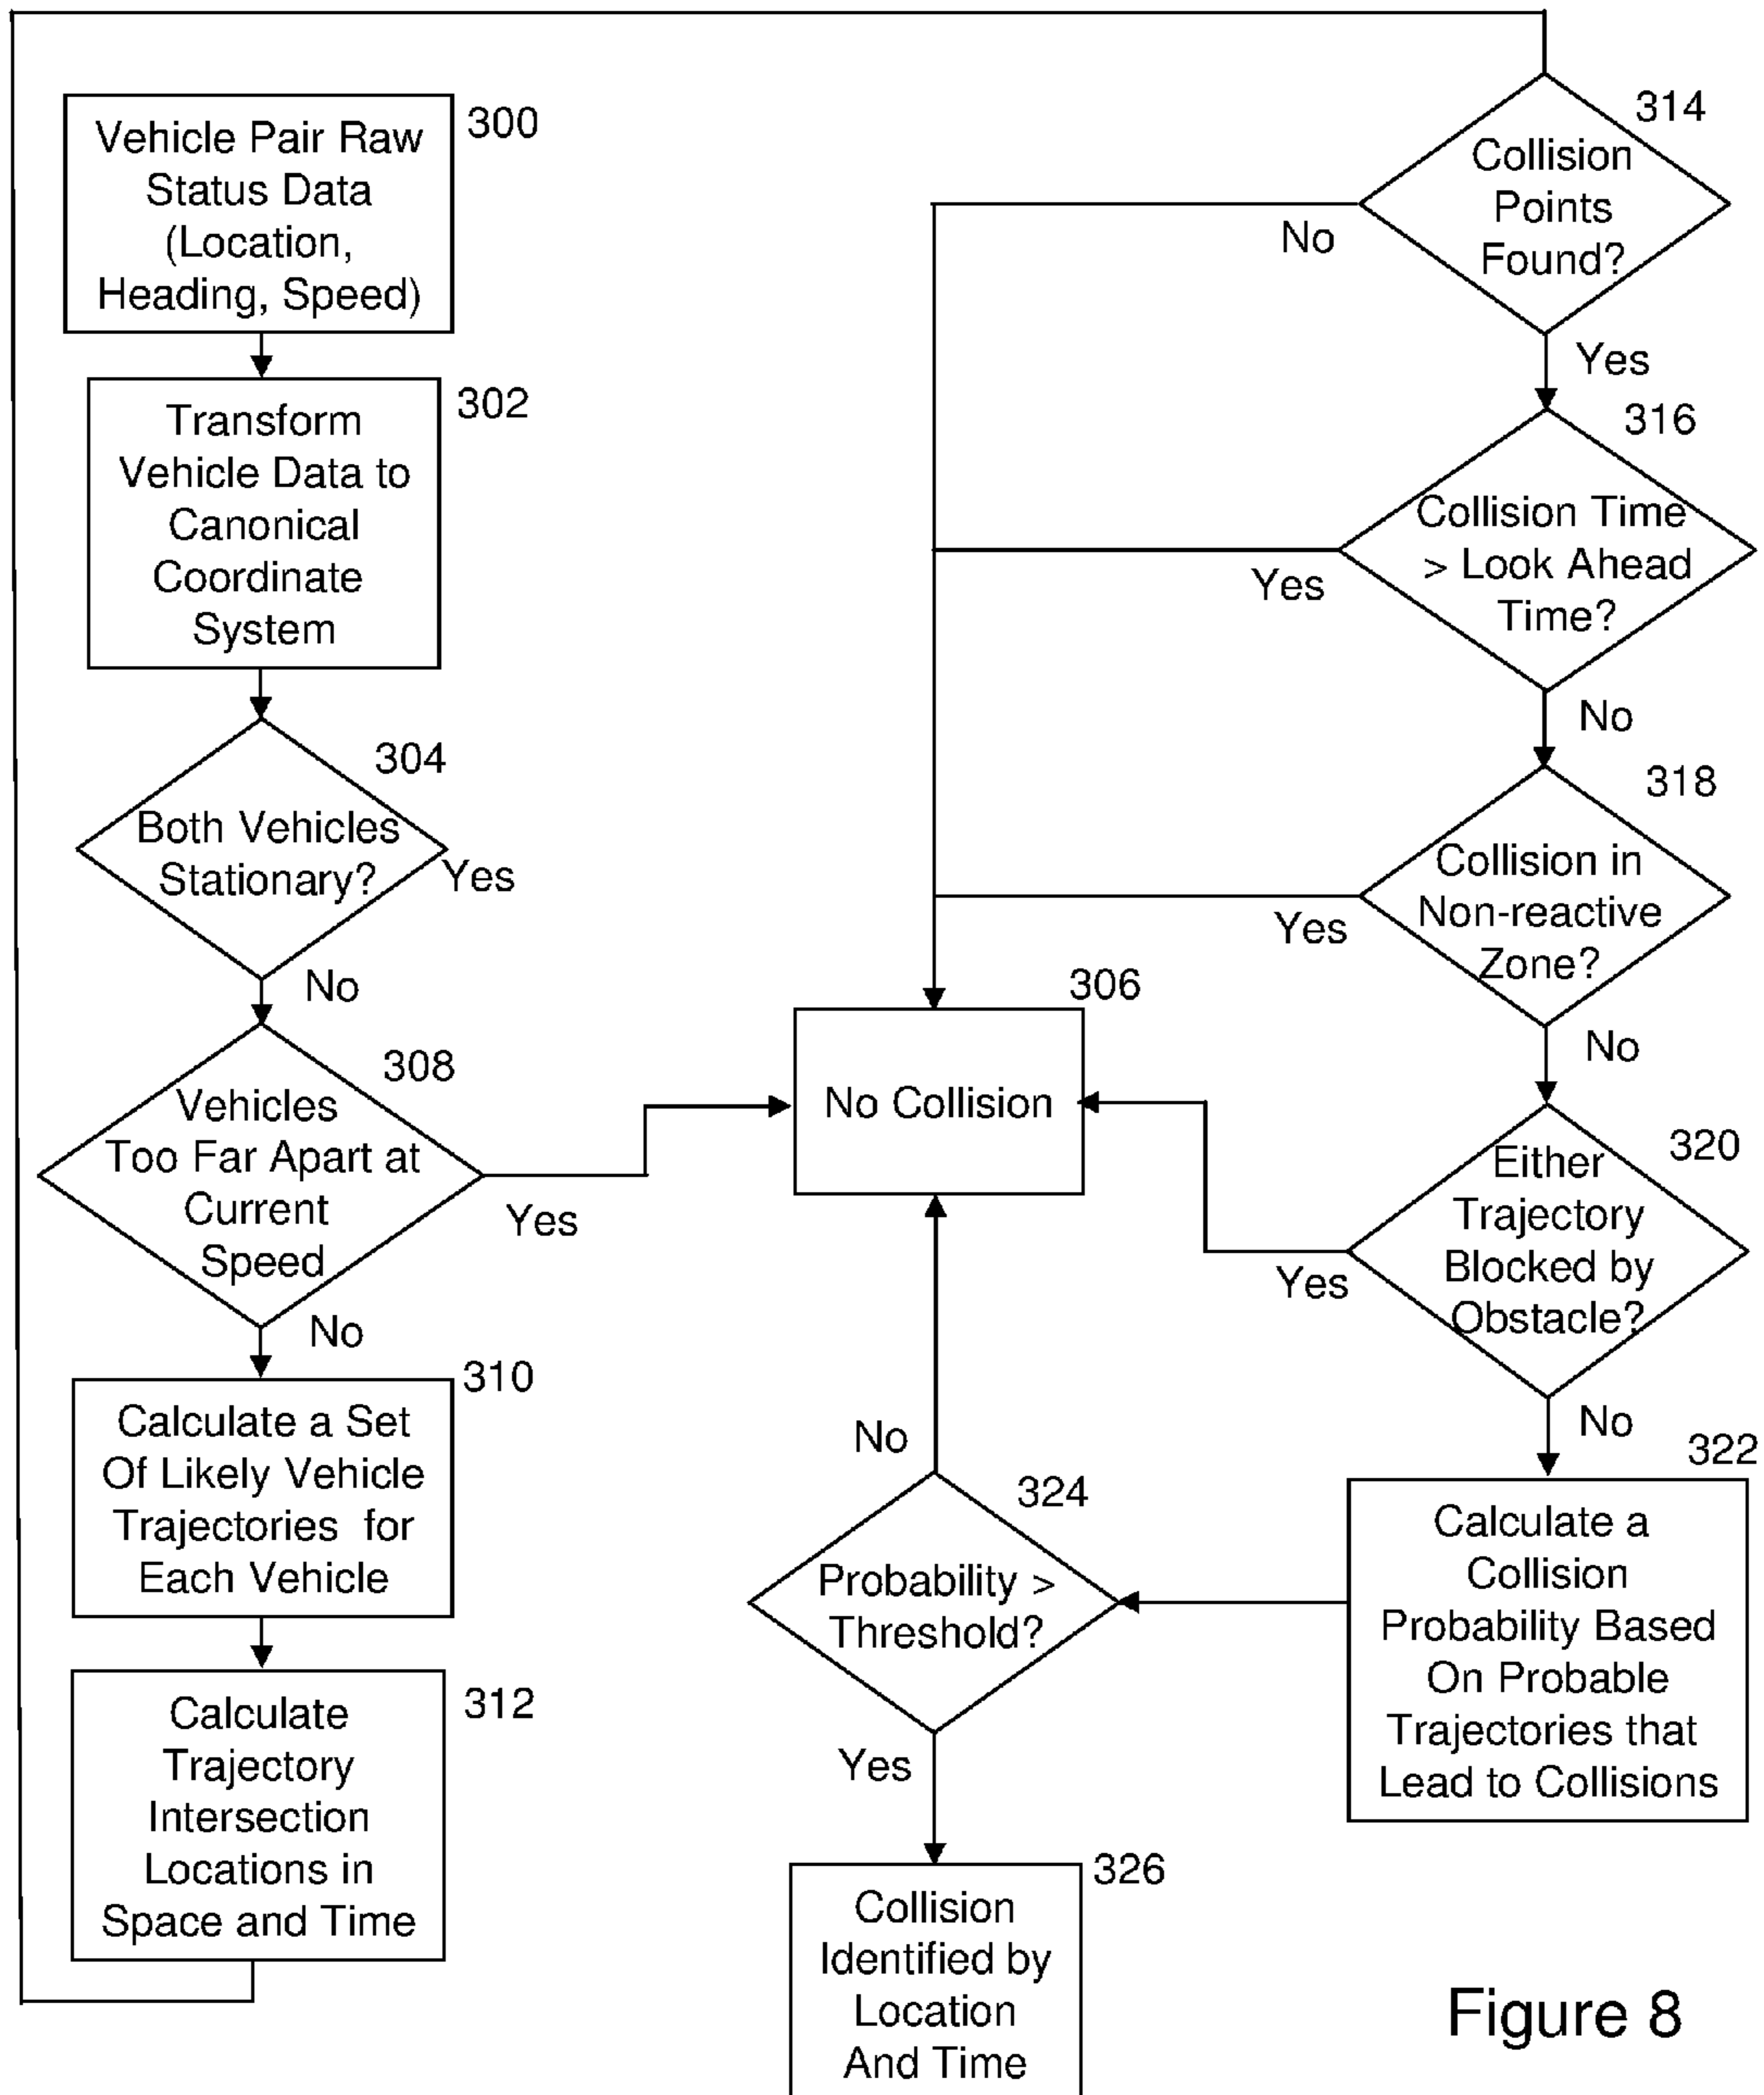 Vehicle Pair Raw
Status Data
(Location,
Heading, Speed)
300
Transform
Vehicle Data to
Canonical
Coordinate
System
302
Both Vehicles
Stationary?
304
Yes
No
Vehicles
Too Far Apart at
Current
Speed
308
Yes
No
Calculate a Set
Of Likely Vehicle
Trajectories for
Each Vehicle
310
Calculate
Trajectory
Intersection
Locations in
Space and Time
312
Collision
Points
Found?
314
No
Yes
Collision Time
> Look Ahead
Time?
316
Yes
No
Collision in
Non-reactive
Zone?
318
Yes
No
No Collision
306
Either
Trajectory
Blocked by
Obstacle?
320
Yes
No
Calculate a
Collision
Probability Based
On Probable
Trajectories that
Lead to Collisions
322
Probability >
Threshold?
324
No
Yes
Collision
Identified by
Location
And Time
326
Figure 8